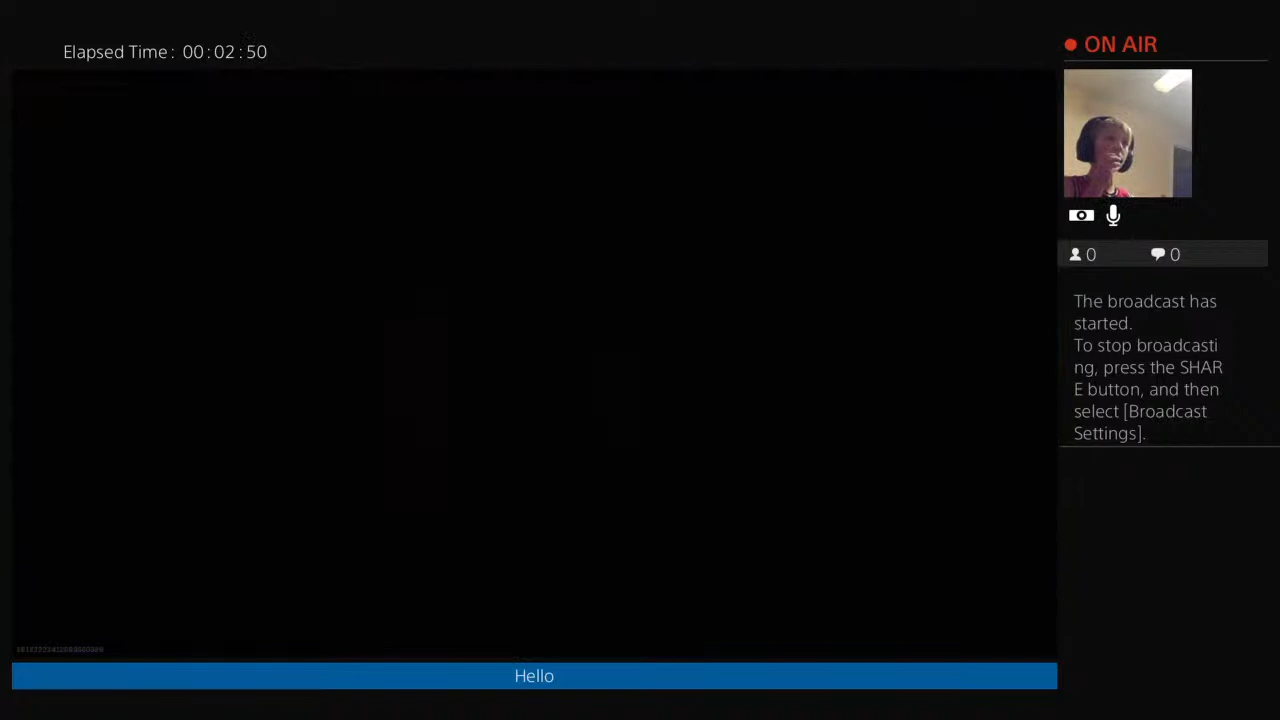 Elapsed Time: 00:02:50
ON AIR
0 0
The broadcast has
started.
To stop broadcasti
ng, press the SHAR
E button, and then
select [Broadcast
Settings].
Hello